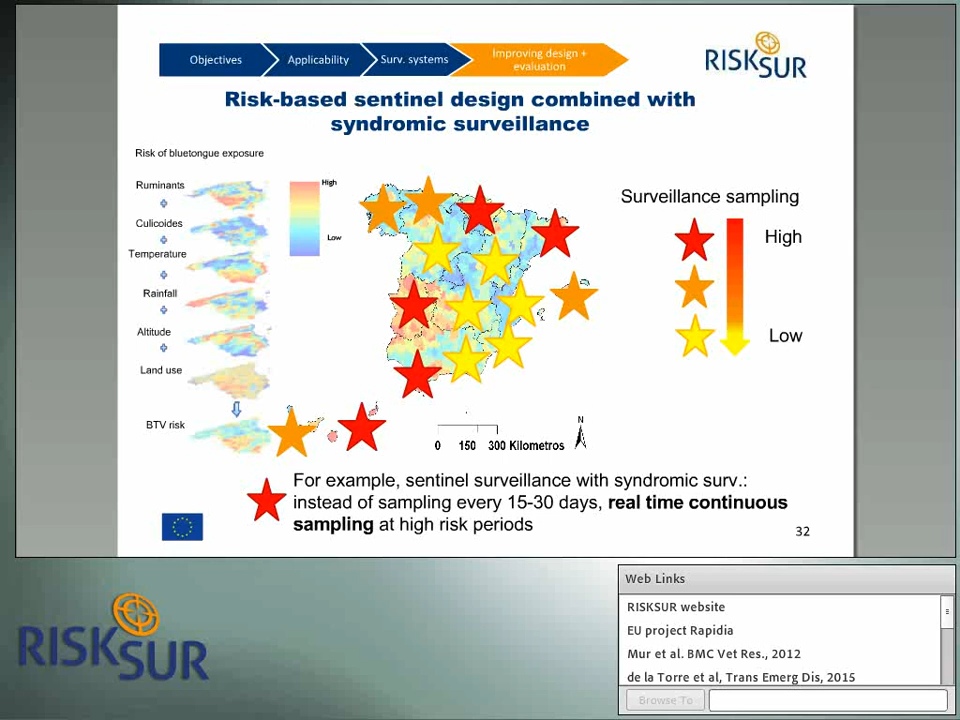 Objectives
Applicability
Surv. systems
Improving design +
evaluation
RISKSUR
Risk-based sentinel design combined with
syndromic surveillance
Risk of bluetongue exposure
Ruminants
Culicoides
Temperature
Rainfall
Altitude
Land use
BTV risk
High
Low
Surveillance sampling
High
Low
N
0 150 300 Kilometros
For example, sentinel surveillance with syndromic surv.:
instead of sampling every 15-30 days, real time continuous
sampling at high risk periods
32
RISKSUR
Web Links
RISKSUR website
EU project Rapidia
Mur et al. BMC Vet Res., 2012
de la Torre et al, Trans Emerg Dis, 2015
Browse To